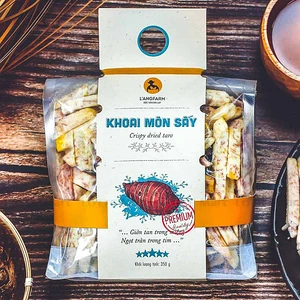 L'ANGFARM
KHOAI MÔN SẤY
Crispy dried taro
PREMIUM
Quality
"... Giòn tan trong
Ngọt tràn trong tim ..."
Khối lượng tịnh: 250 g